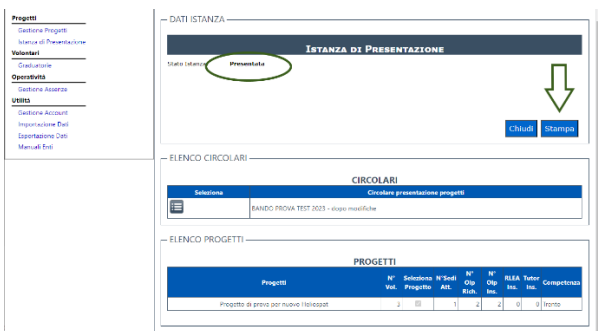 Progetti
Gestione Progetti
Istanza di Presentazione
Volontari
Graduatorie
Operatività
Gestione Assenze
Utilità
Gestione Account
Importazione Dati
Esportazione Dati
Manuali Enti
DATI ISTANZA
ISTANZA DI PRESENTAZIONE
Stato Istanza: Presentata
Chiudi Stampa
ELENCO CIRCOLARI
CIRCOLARI
Seleziona Circolare presentazione progetti
BANDO PROVA TEST 2023 - dopo modifiche
ELENCO PROGETTI
PROGETTI
Progetti N° Vol. Seleziona Progetto N°Sedi Att. N° Olp Rich. N° Olp Ins. RLEA Ins. Tutor Ins. Competenza
Progetto di prova per nuovo Helios 3 1 2 2 0 0 Trento